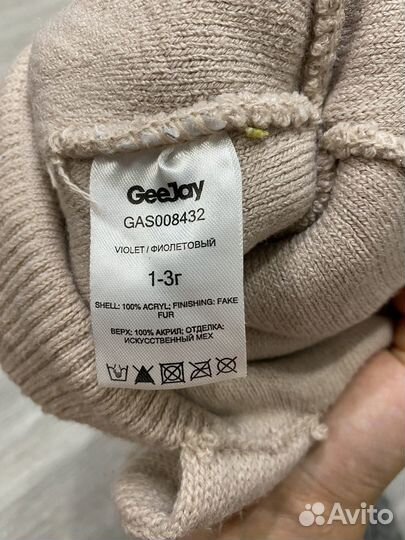 GeeJay
GAS008432
VIOLET / ФИОЛЕТОВЫЙ
1-3г
SHELL: 100% ACRYL; FINISHING: FAKE
FUR
ВЕРХ: 100% АКРИЛ; ОТДЕЛКА:
ИСКУССТВЕННЫЙ МЕХ
Avito